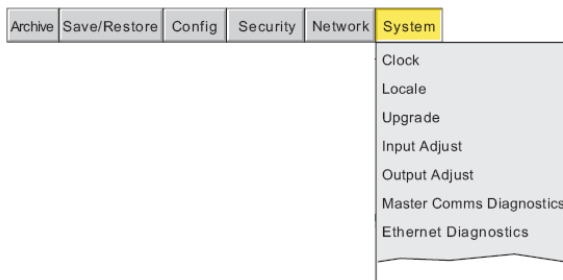 Archive Save/Restore Config Security Network System
Clock
Locale
Upgrade
Input Adjust
Output Adjust
Master Comms Diagnostics
Ethernet Diagnostics